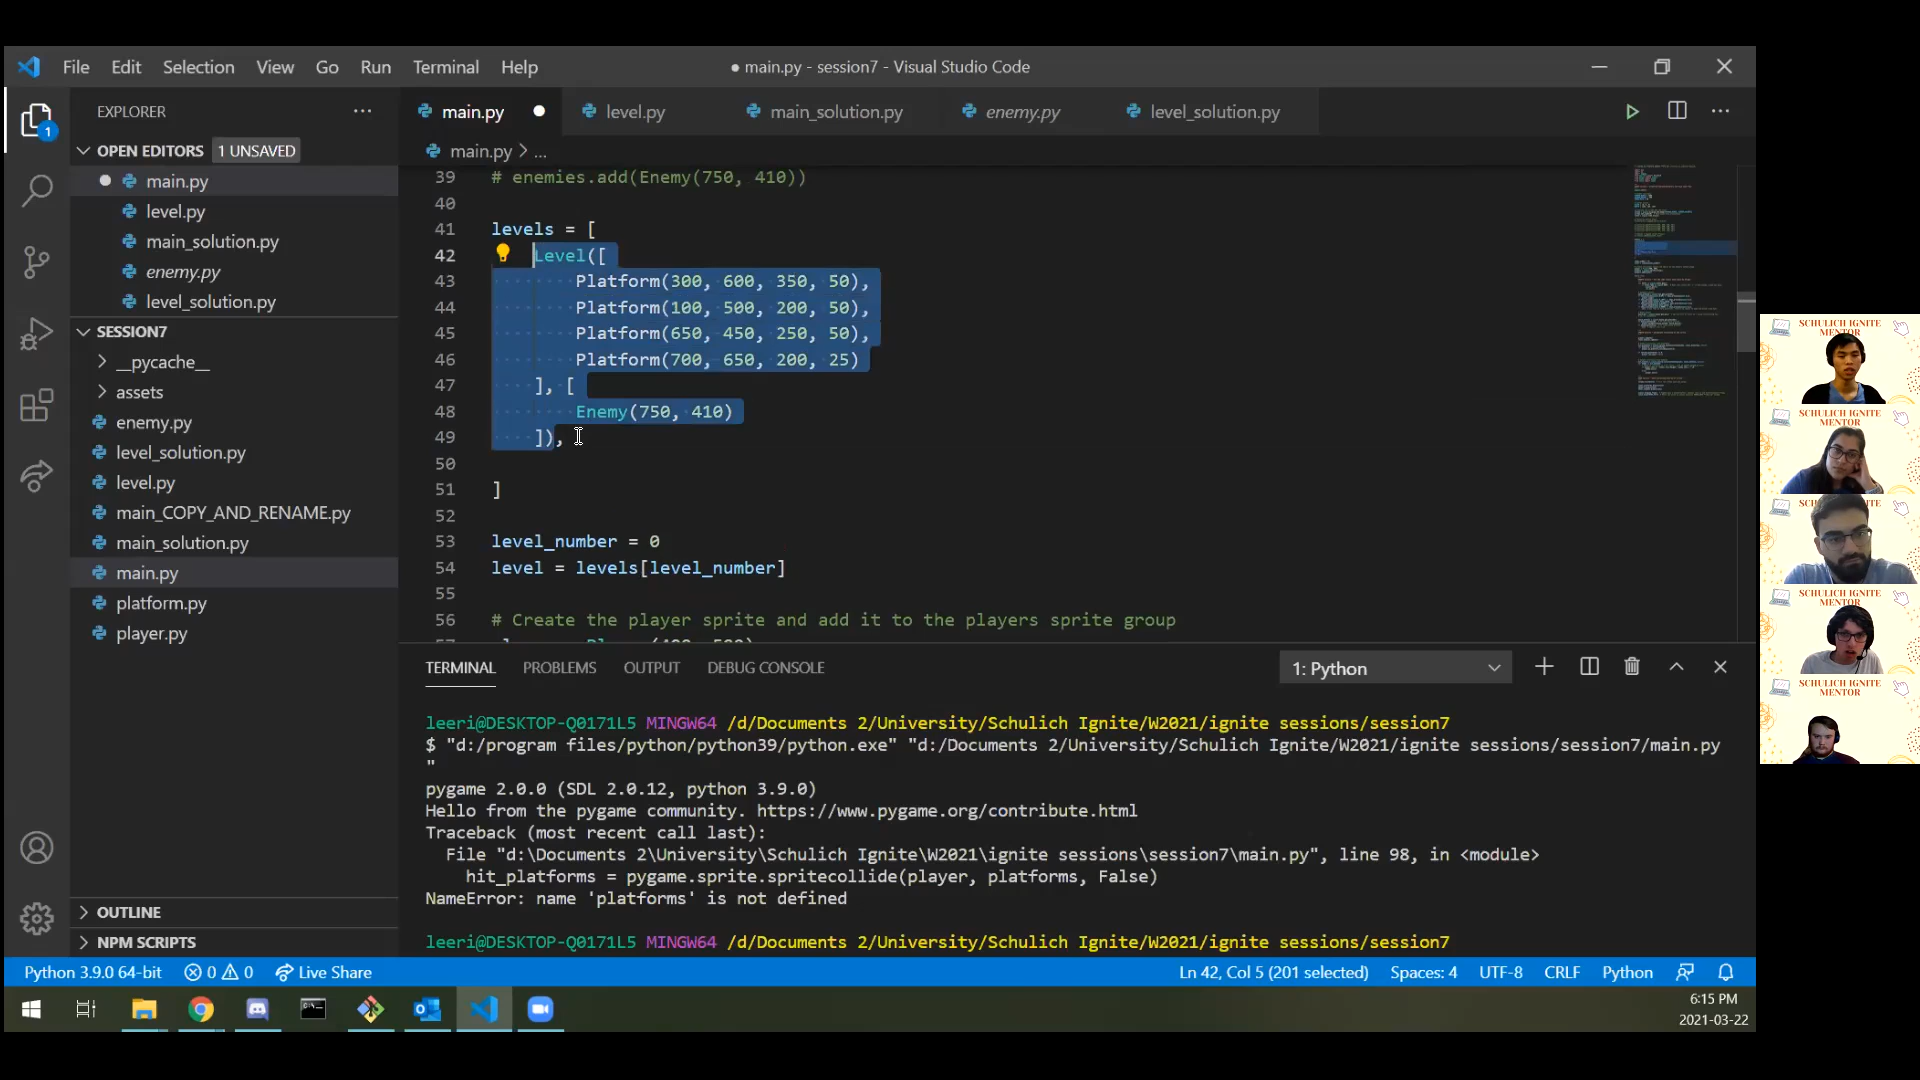 File Edit Selection View Go Run Terminal Help
● main.py - session7 - Visual Studio Code
EXPLORER
OPEN EDITORS 1 UNSAVED
main.py
level.py
main_solution.py
enemy.py
level_solution.py
SESSION7
__pycache__
assets
enemy.py
level_solution.py
level.py
main_COPY_AND_RENAME.py
main_solution.py
main.py
platform.py
player.py
OUTLINE
NPM SCRIPTS
1
main.py level.py main_solution.py enemy.py level_solution.py
main.py > ...
39 # enemies.add(Enemy(750, 410))
40
41 levels = [
42 Level([
43 Platform(300, 600, 350, 50),
44 Platform(100, 500, 200, 50),
45 Platform(650, 450, 250, 50),
46 Platform(700, 650, 200, 25)
47 ], [
48 Enemy(750, 410)
49 ]),
50
51 ]
52
53 level_number = 0
54 level = levels[level_number]
55
56 # Create the player sprite and add it to the players sprite group
TERMINAL PROBLEMS OUTPUT DEBUG CONSOLE
1: Python
leeri@DESKTOP-Q0171L5 MINGW64 /d/Documents 2/University/Schulich Ignite/W2021/ignite sessions/session7
$ "d:/program files/python/python39/python.exe" "d:/Documents 2/University/Schulich Ignite/W2021/ignite sessions/session7/main.py
"
pygame 2.0.0 (SDL 2.0.12, python 3.9.0)
Hello from the pygame community. https://www.pygame.org/contribute.html
Traceback (most recent call last):
File "d:\Documents 2\University\Schulich Ignite\W2021\ignite sessions\session7\main.py", line 98, in <module>
hit_platforms = pygame.sprite.spritecollide(player, platforms, False)
NameError: name 'platforms' is not defined
leeri@DESKTOP-Q0171L5 MINGW64 /d/Documents 2/University/Schulich Ignite/W2021/ignite sessions/session7
Python 3.9.0 64-bit 0 0 Live Share
Ln 42, Col 5 (201 selected) Spaces: 4 UTF-8 CRLF Python
6:15 PM
2021-03-22
SCHULICH IGNITE
MENTOR
SCHULICH IGNITE
MENTOR
SCHULICH IGNITE
MENTOR
SCHULICH IGNITE
MENTOR